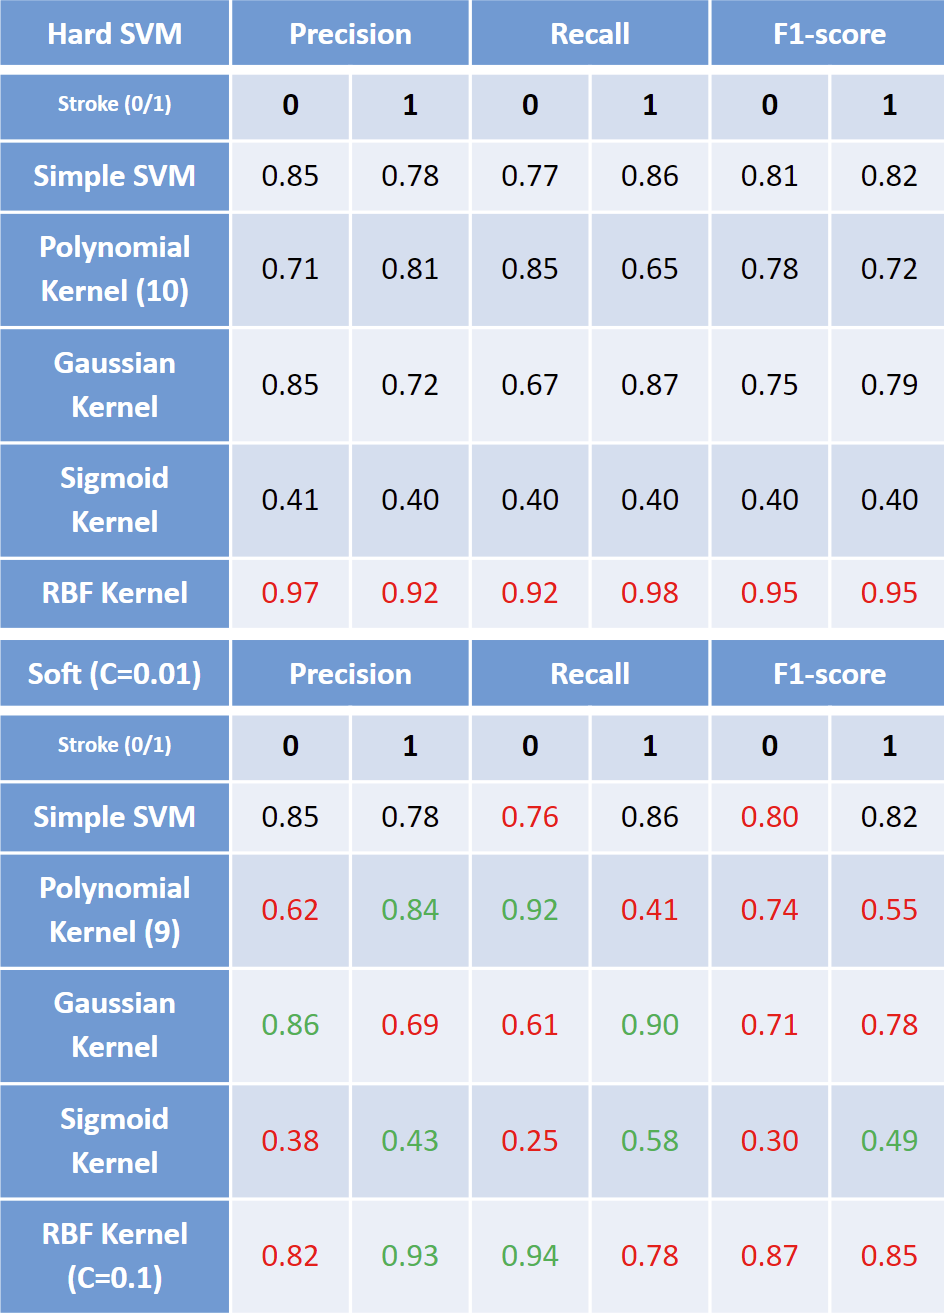 Hard SVM Precision Recall F1-score
Stroke (0/1) 0 1 0 1 0 1
Simple SVM 0.85 0.78 0.77 0.86 0.81 0.82
Polynomial
Kernel (10) 0.71 0.81 0.85 0.65 0.78 0.72
Gaussian
Kernel 0.85 0.72 0.67 0.87 0.75 0.79
Sigmoid
Kernel 0.41 0.40 0.40 0.40 0.40 0.40
RBF Kernel 0.97 0.92 0.92 0.98 0.95 0.95
Soft (C=0.01) Precision Recall F1-score
Stroke (0/1) 0 1 0 1 0 1
Simple SVM 0.85 0.78 0.76 0.86 0.80 0.82
Polynomial
Kernel (9) 0.62 0.84 0.92 0.41 0.74 0.55
Gaussian
Kernel 0.86 0.69 0.61 0.90 0.71 0.78
Sigmoid
Kernel 0.38 0.43 0.25 0.58 0.30 0.49
RBF Kernel
(C=0.1) 0.82 0.93 0.94 0.78 0.87 0.85